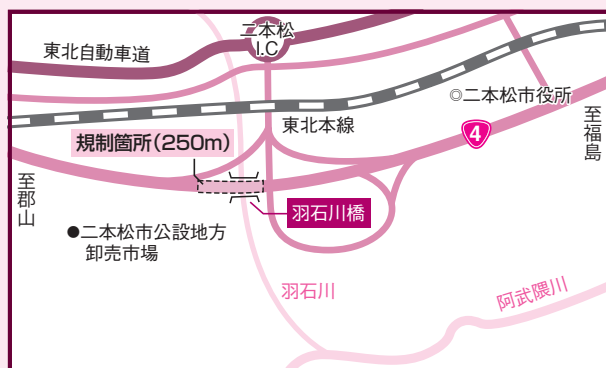 二本松
I.C
東北自動車道
◎二本松市役所
東北本線
4
至福島
規制箇所(250m)
至郡山
羽石川橋
●二本松市公設地方
卸売市場
羽石川
阿武隈川